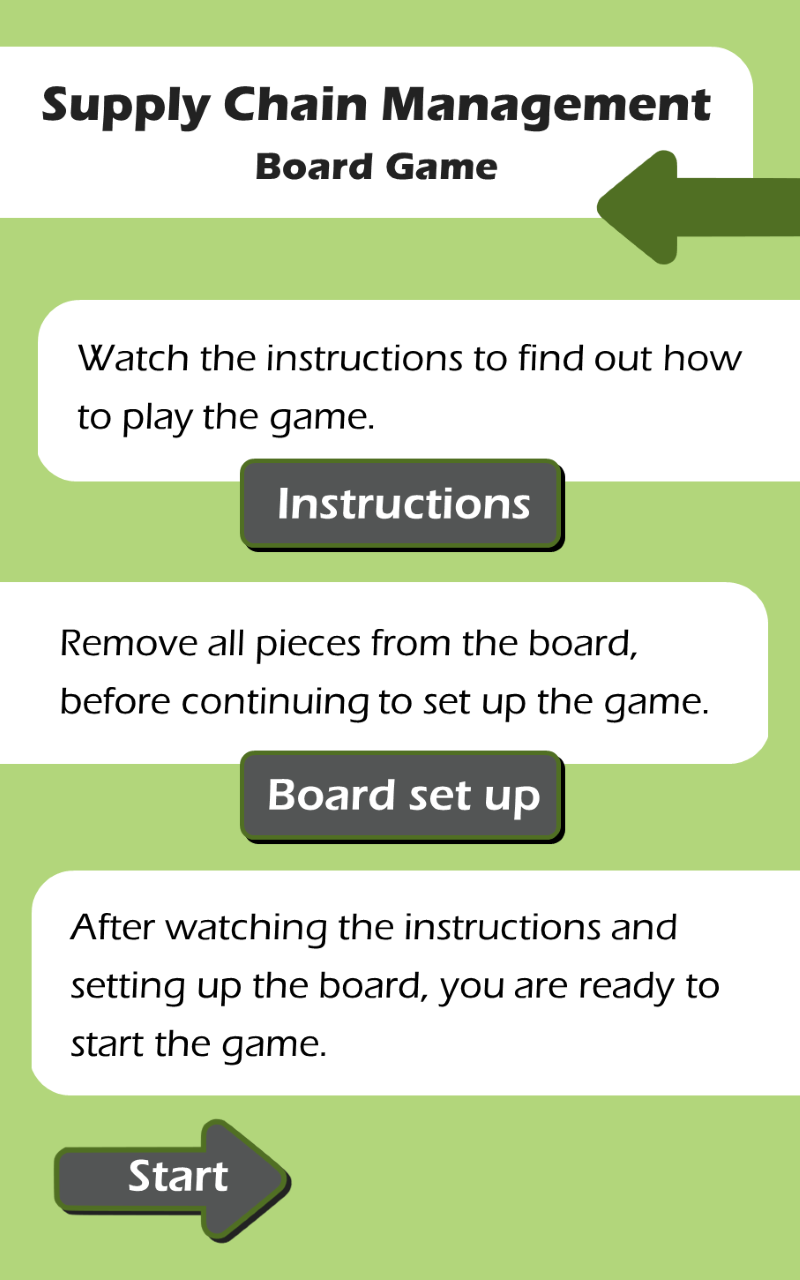 Supply Chain Management
Board Game
Watch the instructions to find out how
to play the game.
Instructions
Remove all pieces from the board,
before continuing to set up the game.
Board set up
After watching the instructions and
setting up the board, you are ready to
start the game.
Start